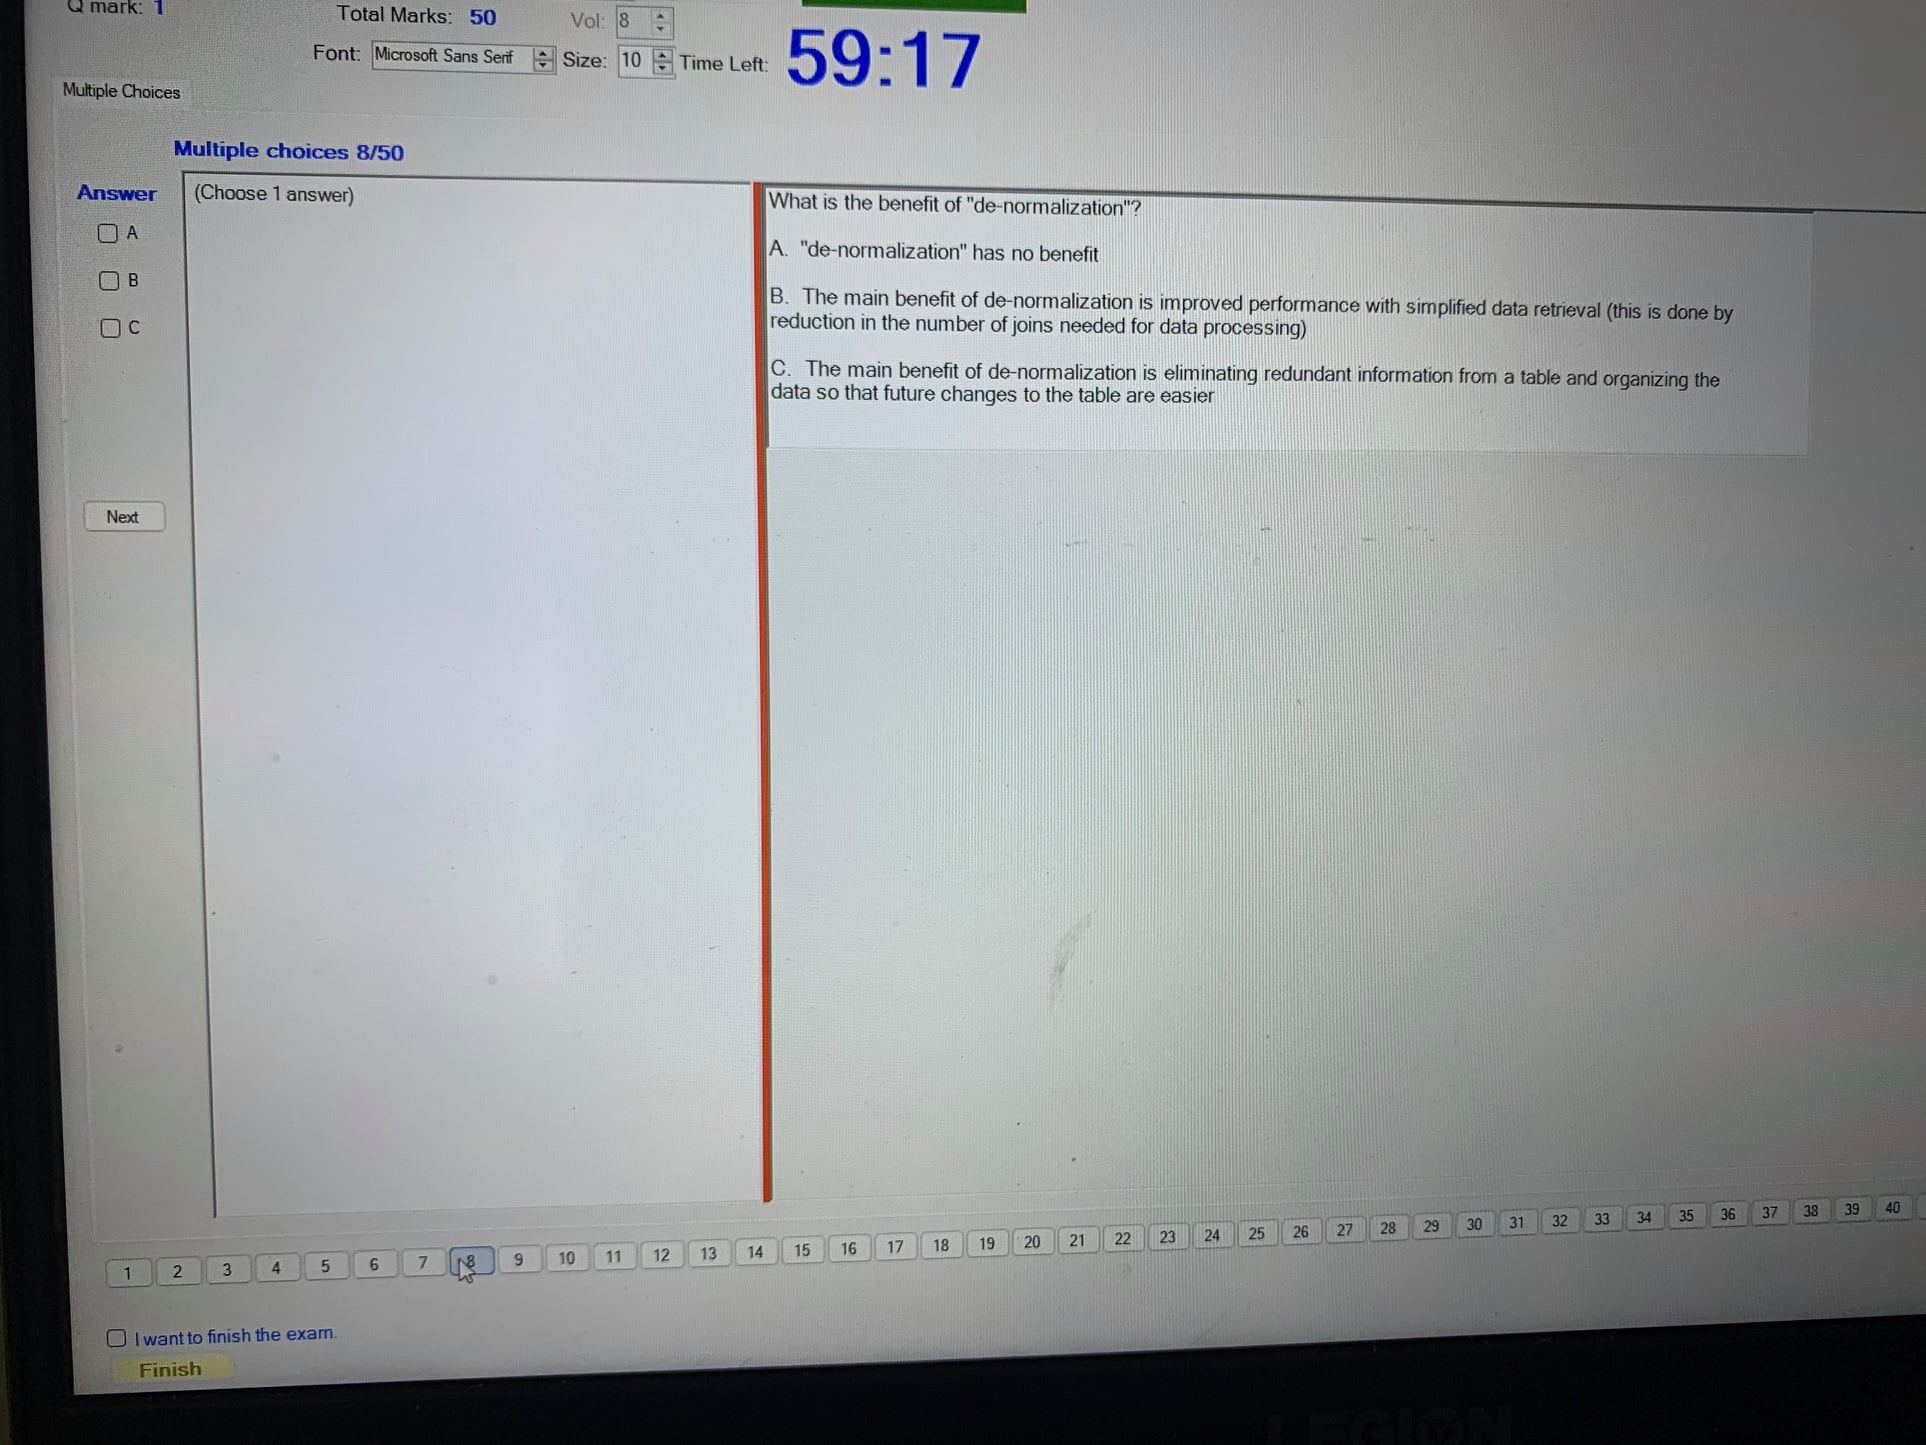 Q mark: 1
Total Marks: 50
Vol: 8
Font: Microsoft Sans Serif
Size: 10
Time Left: 59:17
Multiple Choices
Multiple choices 8/50
Answer
A
B
C
Next
(Choose 1 answer)
What is the benefit of "de-normalization"?
A. "de-normalization" has no benefit
B. The main benefit of de-normalization is improved performance with simplified data retrieval (this is done by
reduction in the number of joins needed for data processing)
C. The main benefit of de-normalization is eliminating redundant information from a table and organizing the
data so that future changes to the table are easier
1 2 3 4 5 6 7 8 9 10 11 12 13 14 15 16 17 18 19 20 21 22 23 24 25 26 27 28 29 30 31 32 33 34 35 36 37 38 39 40
I want to finish the exam.
Finish
LEGION